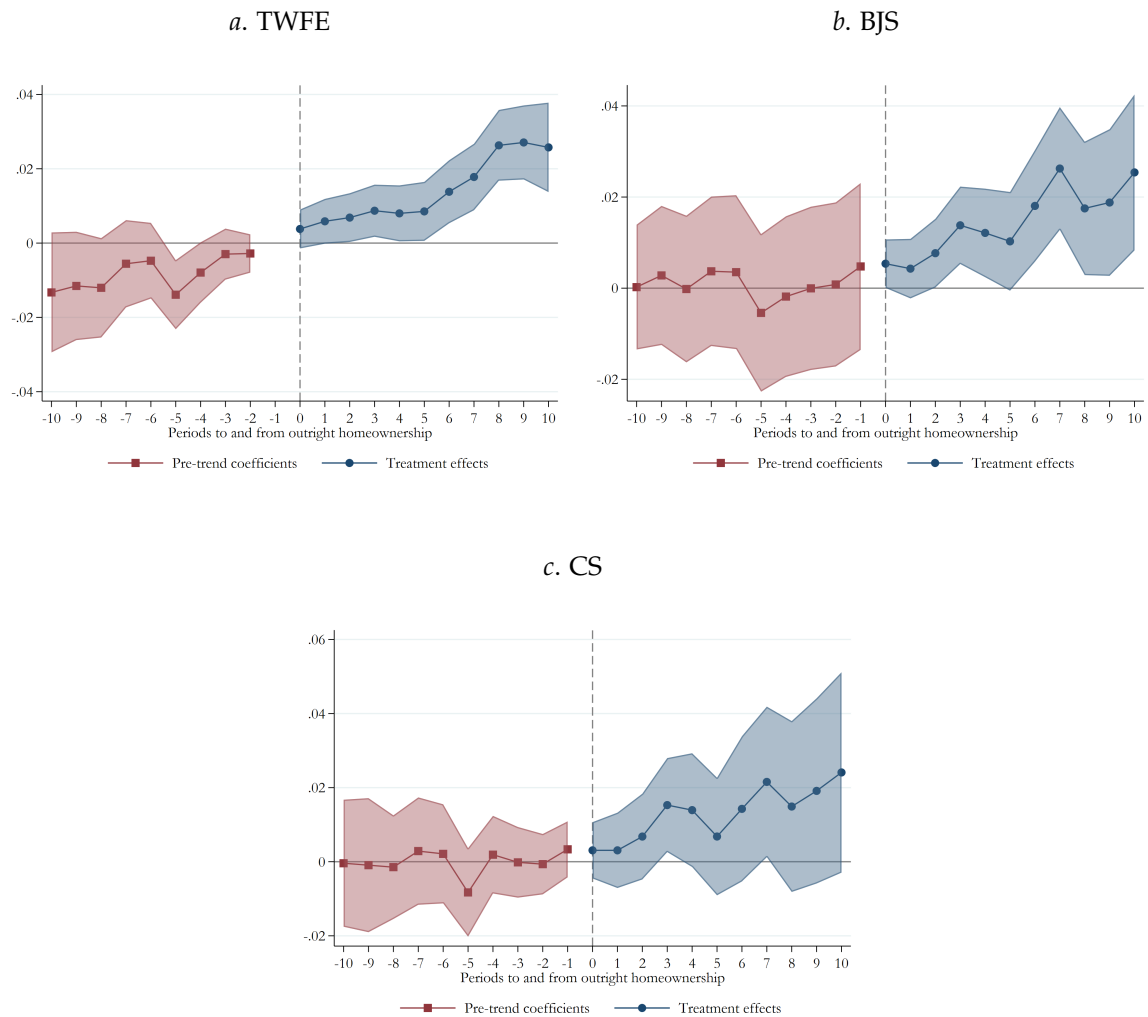 a. TWFE
.04
.02
0
-.02
-.04
-10 -9 -8 -7 -6 -5 -4 -3 -2 -1 0 1 2 3 4 5 6 7 8 9 10
Periods to and from outright homeownership
Pre-trend coefficients Treatment effects
b. BJS
.04
.02
0
-.02
-10 -9 -8 -7 -6 -5 -4 -3 -2 -1 0 1 2 3 4 5 6 7 8 9 10
Periods to and from outright homeownership
Pre-trend coefficients Treatment effects
c. CS
.06
.04
.02
0
-.02
-10 -9 -8 -7 -6 -5 -4 -3 -2 -1 0 1 2 3 4 5 6 7 8 9 10
Periods to and from outright homeownership
Pre-trend coefficients Treatment effects